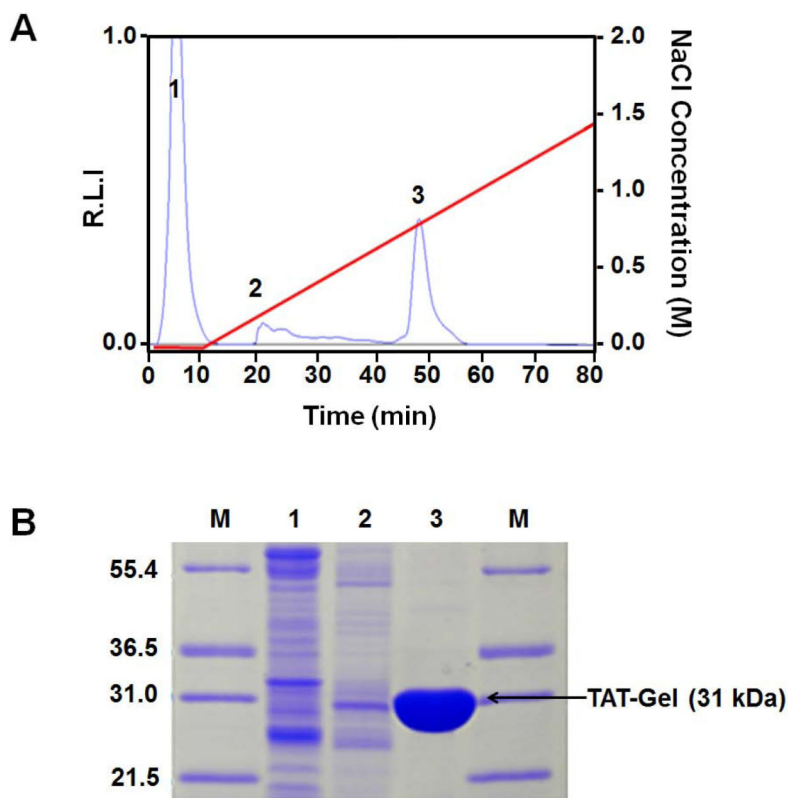 A
1.0
0.0
R.L.I
1
2
3
2.0
1.5
1.0
0.5
0.0
NaCl Concentration (M)
0 10 20 30 40 50 60 70 80
Time (min)
B
M 1 2 3 M
55.4
36.5
31.0
21.5
TAT-Gel (31 kDa)